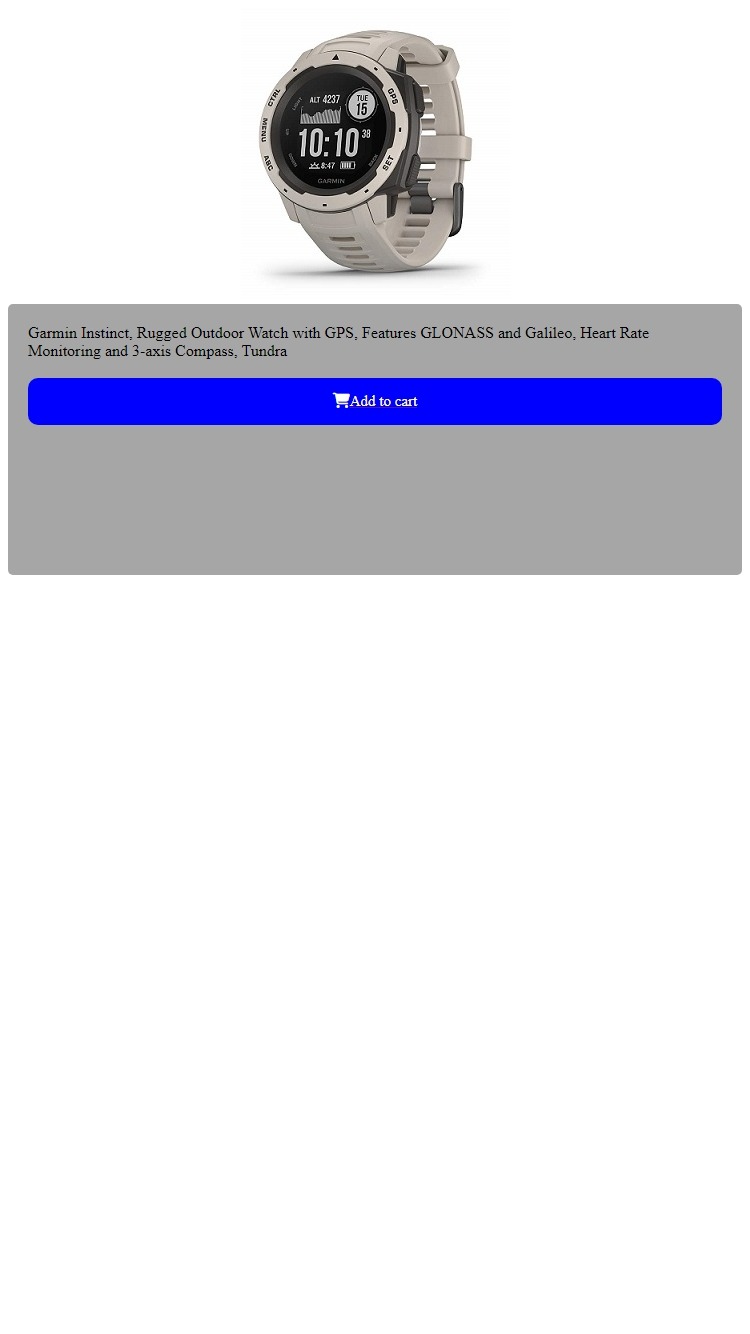 CTRL
MENU
ABC
GPS
SET
LIGHT
ALT 4237
TUE
15
10:10 38
8:47
GARMIN
Garmin Instinct, Rugged Outdoor Watch with GPS, Features GLONASS and Galileo, Heart Rate
Monitoring and 3-axis Compass, Tundra
Add to cart